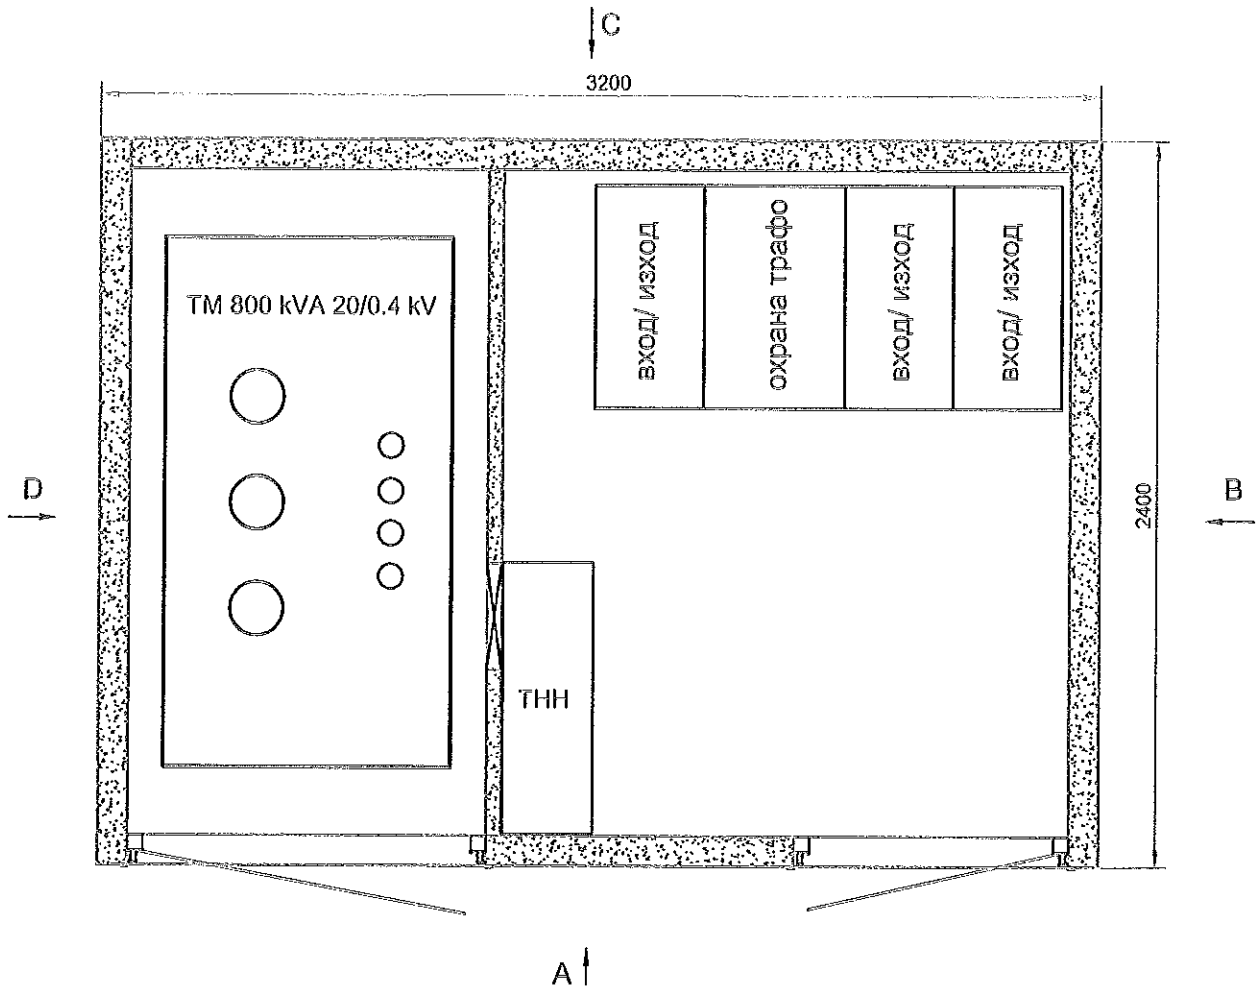 C
3200
TM 800 kVA 20/0.4 kV
вход/ изход
охрана трафо
вход/ изход
вход/ изход
D
B
2400
ТНН
A